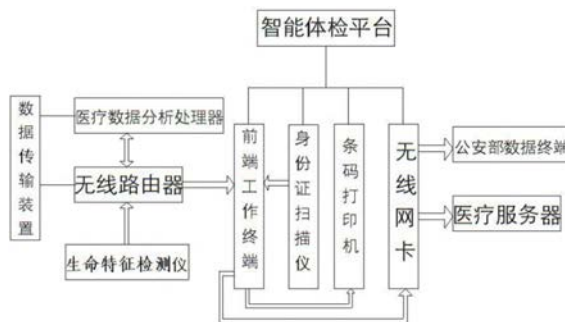 智能体检平台
数据传输装置
医疗数据分析处理器
无线路由器
生命特征检测仪
前端工作终端
身份证扫描仪
条码打印机
无线网卡
公安部数据终端
医疗服务器